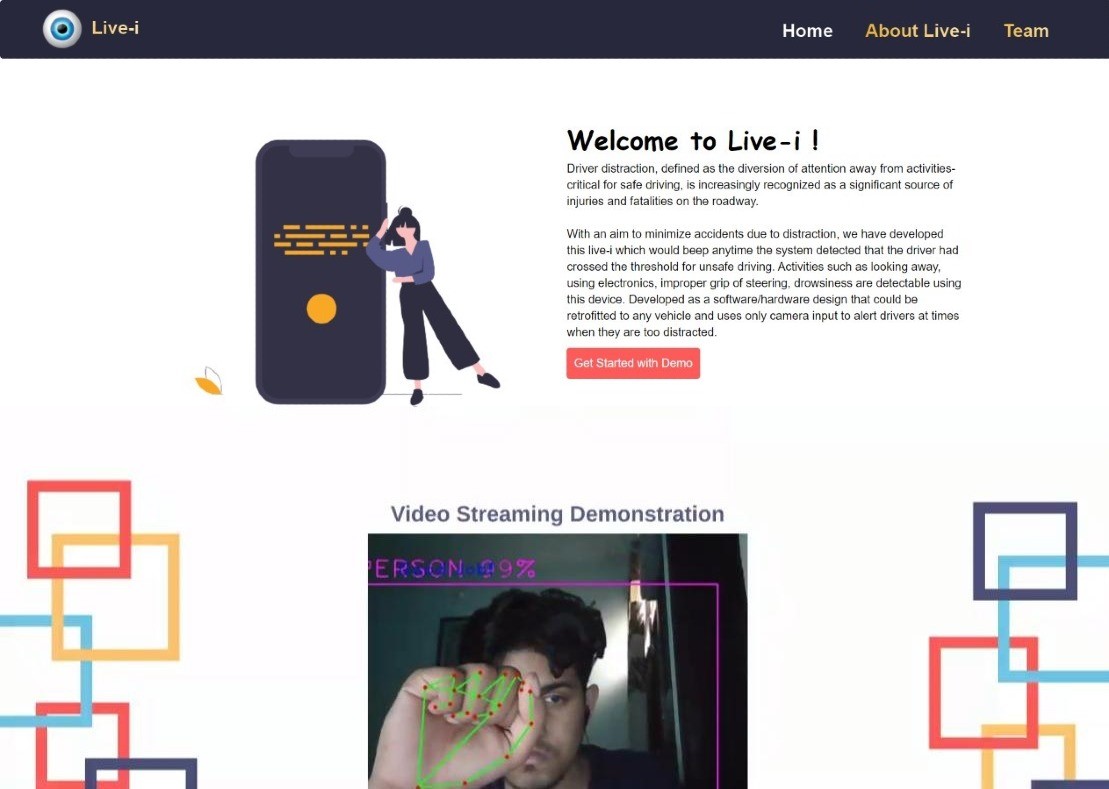 Live-i
Home About Live-i Team
Welcome to Live-i !
Driver distraction, defined as the diversion of attention away from activities-
critical for safe driving, is increasingly recognized as a significant source of
injuries and fatalities on the roadway.
With an aim to minimize accidents due to distraction, we have developed
this live-i which would beep anytime the system detected that the driver had
crossed the threshold for unsafe driving. Activities such as looking away,
using electronics, improper grip of steering, drowsiness are detectable using
this device. Developed as a software/hardware design that could be
retrofitted to any vehicle and uses only camera input to alert drivers at times
when they are too distracted.
Get Started with Demo
Video Streaming Demonstration
PERSON 99%